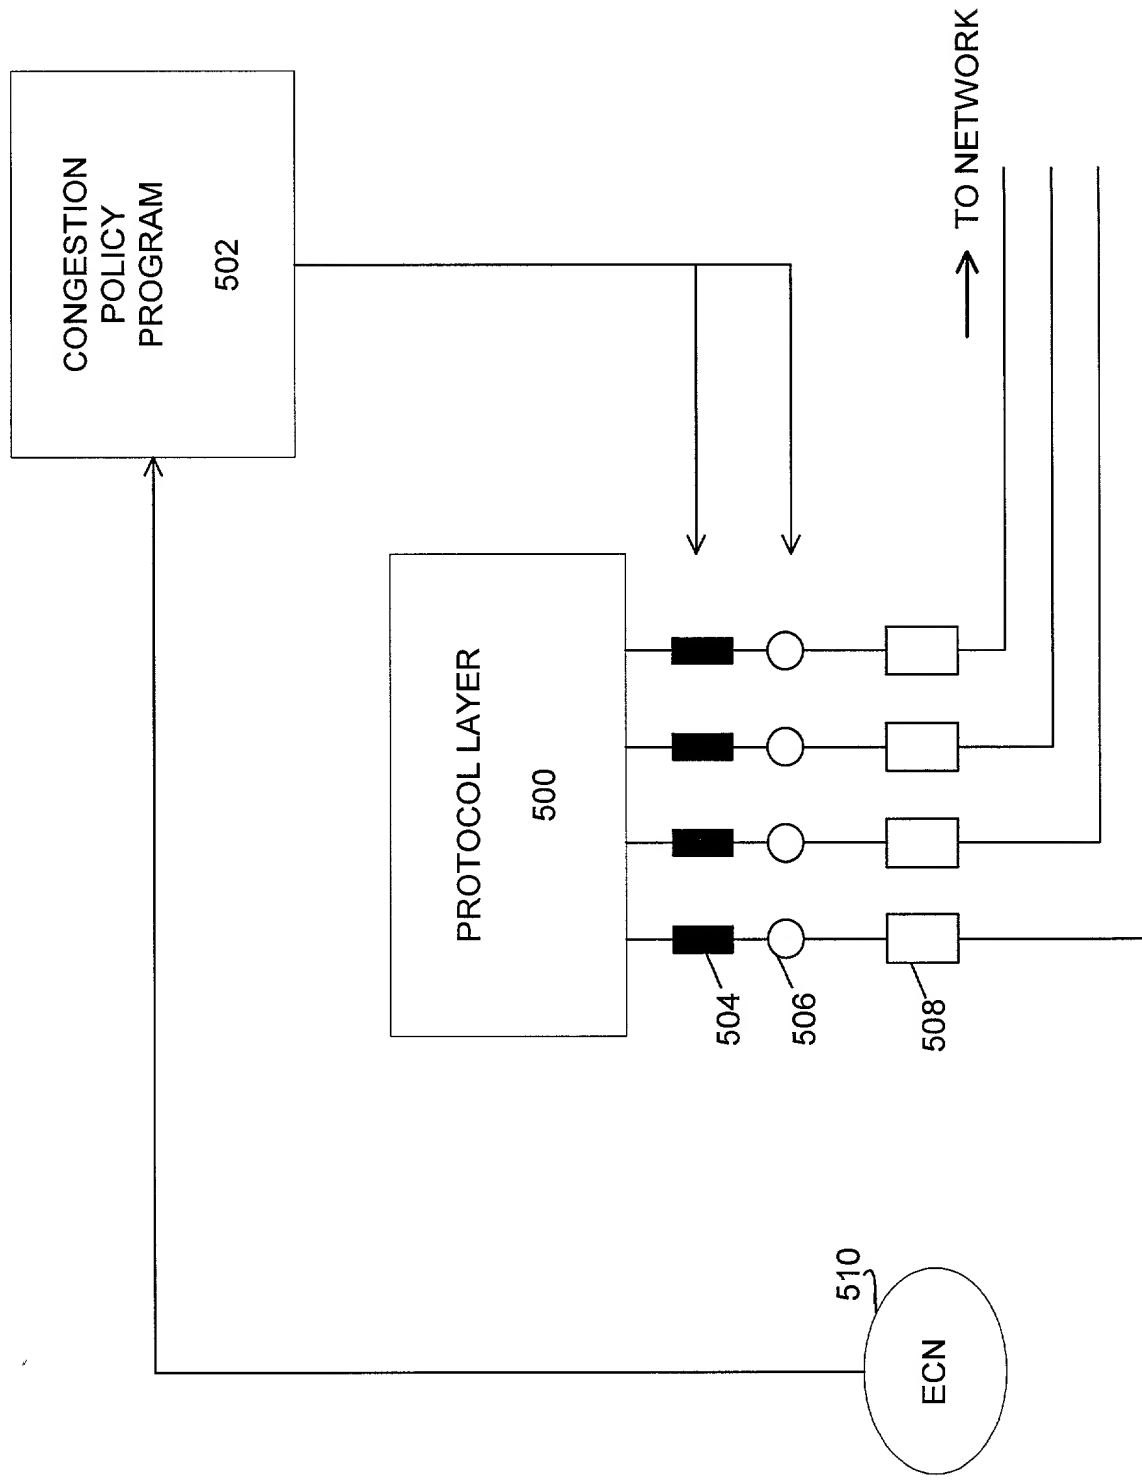 CONGESTION
POLICY
PROGRAM
502
PROTOCOL LAYER
500
504
506
508
510
ECN
TO NETWORK